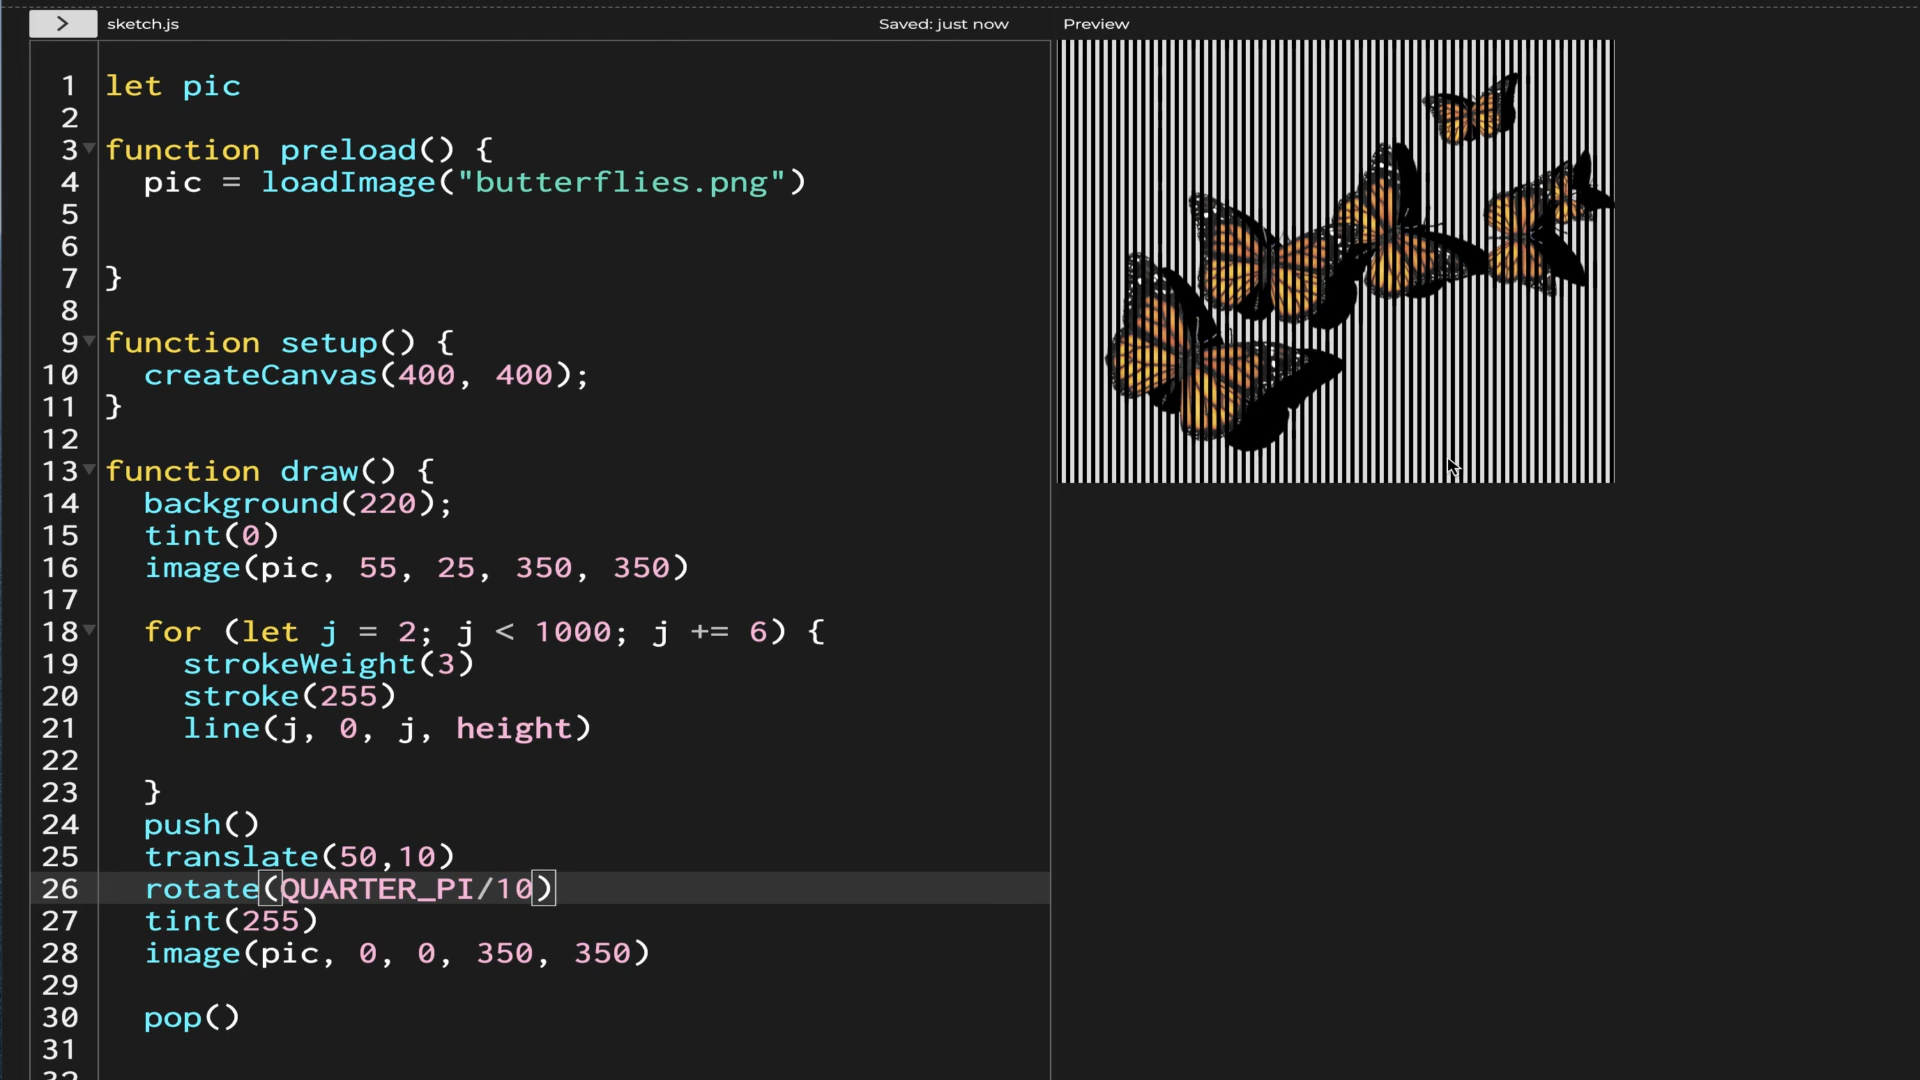 sketch.js
Saved: just now
Preview
1 let pic
2
3 function preload() {
4 pic = loadImage("butterflies.png")
5
6
7 }
8
9 function setup() {
10 createCanvas(400, 400);
11 }
12
13 function draw() {
14 background(220);
15 tint(0)
16 image(pic, 55, 25, 350, 350)
17
18 for (let j = 2; j < 1000; j += 6) {
19 strokeWeight(3)
20 stroke(255)
21 line(j, 0, j, height)
22
23 }
24 push()
25 translate(50,10)
26 rotate(QUARTER_PI/10)
27 tint(255)
28 image(pic, 0, 0, 350, 350)
29
30 pop()
31
32